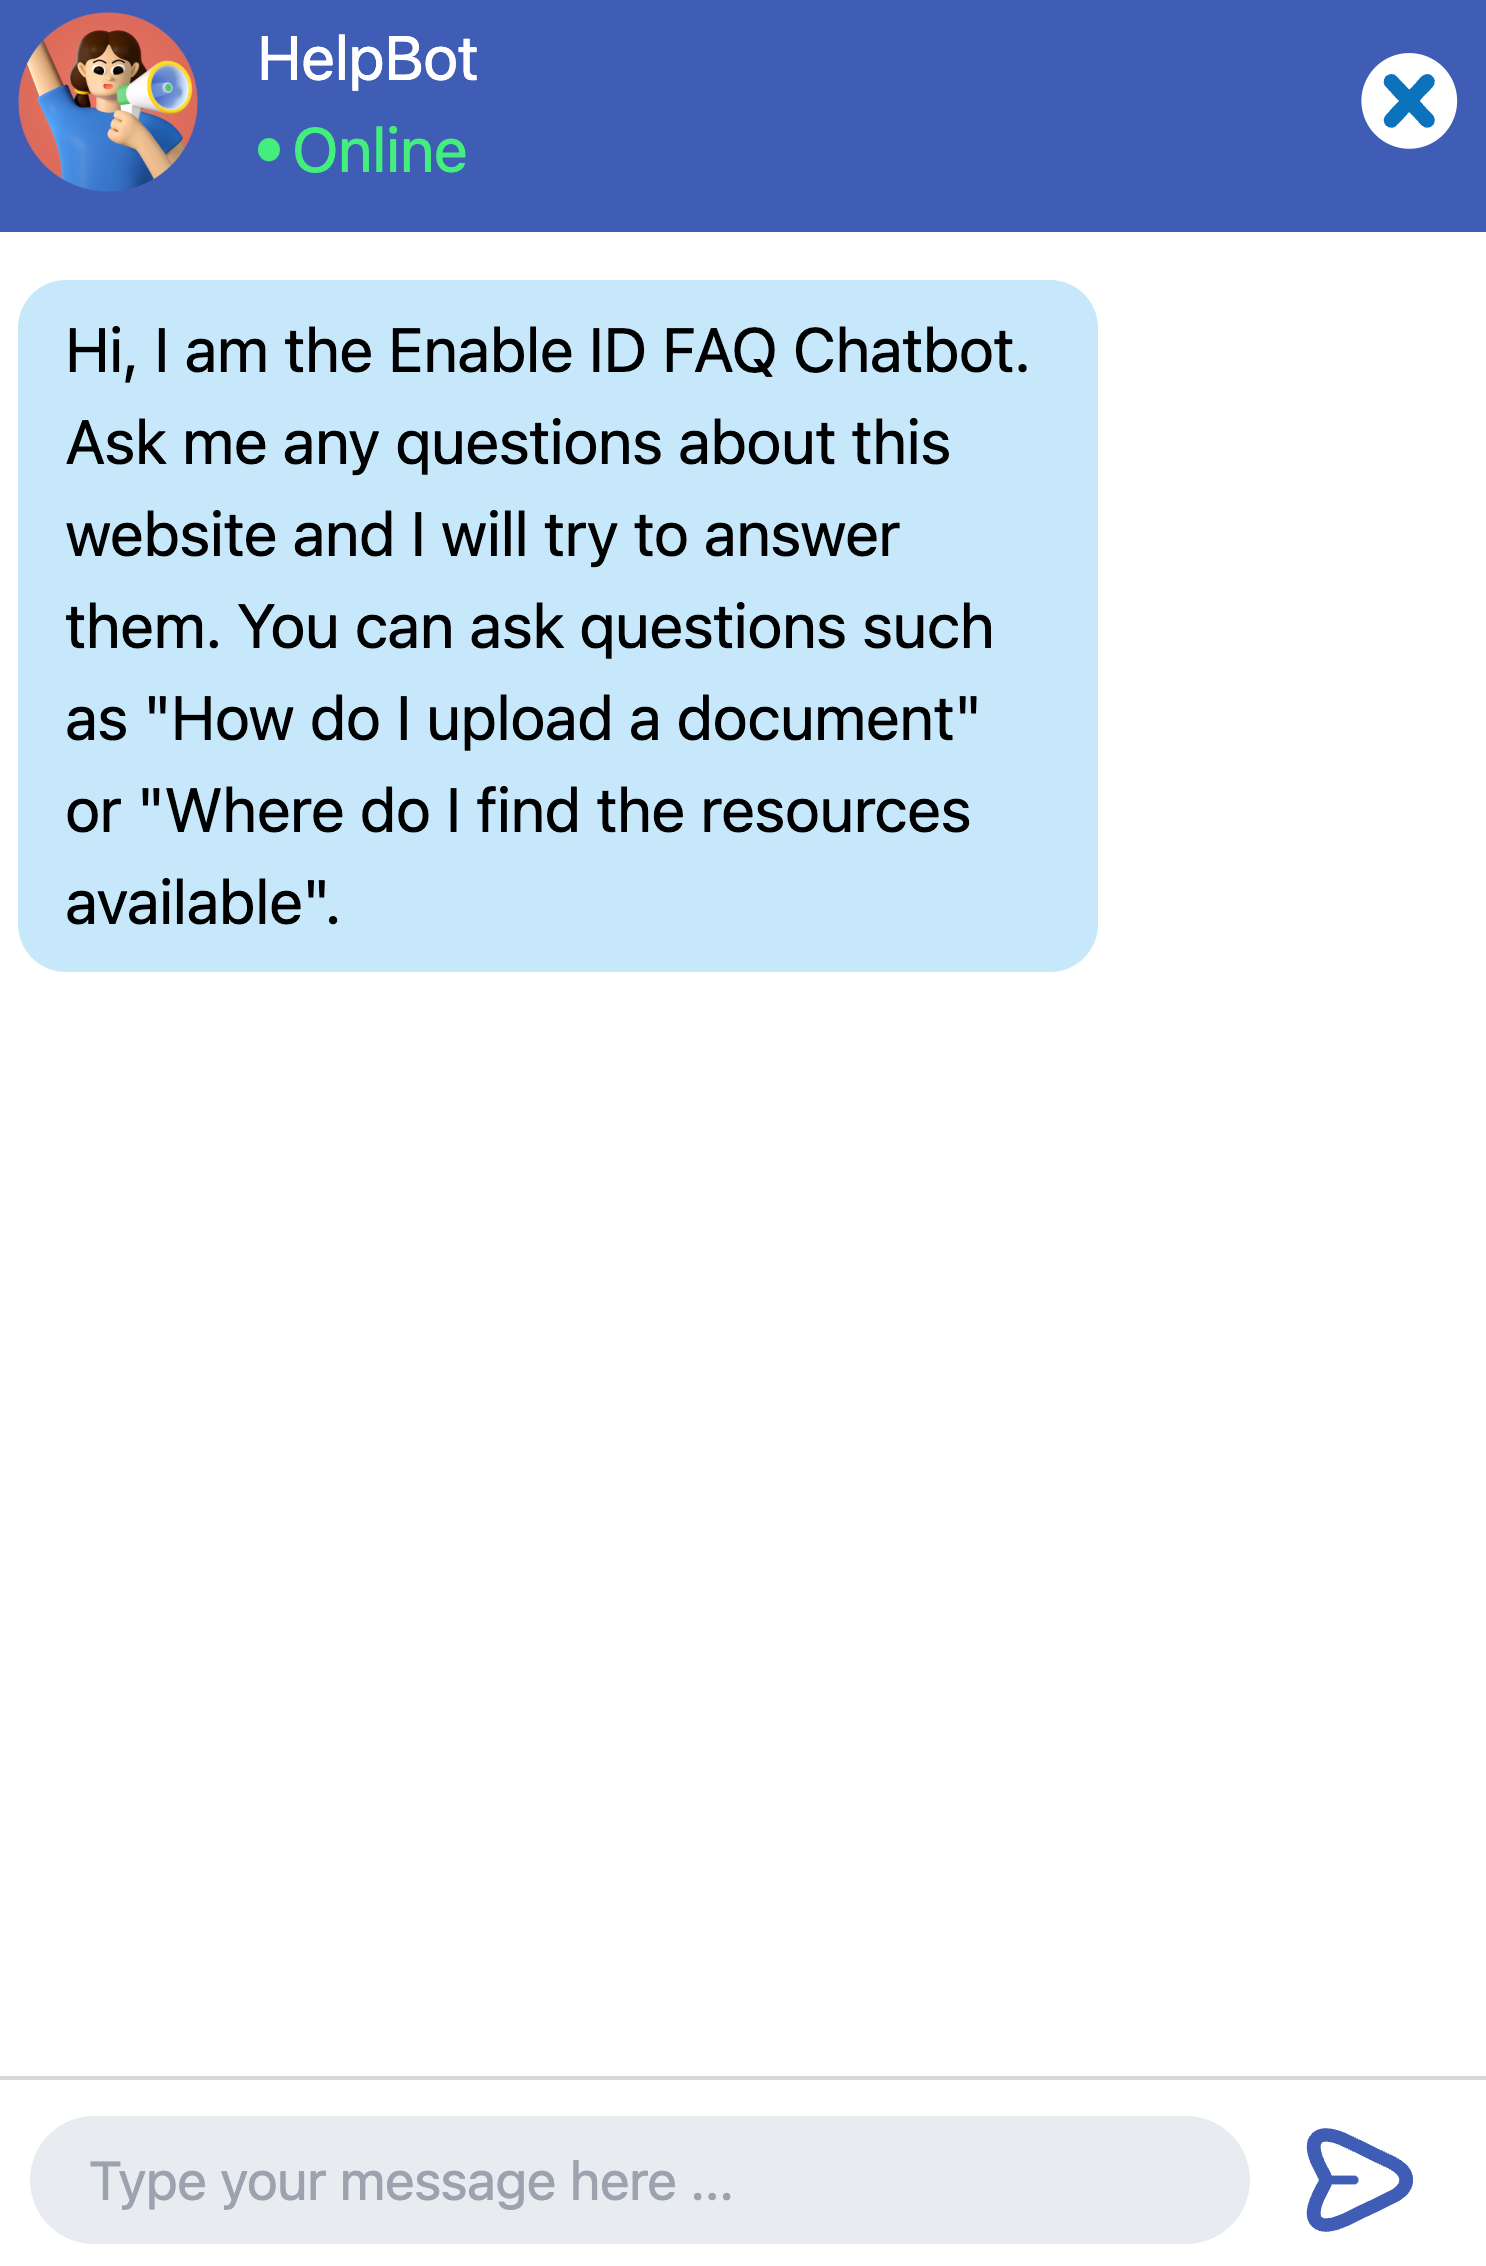 HelpBot
• Online
Hi, I am the Enable ID FAQ Chatbot.
Ask me any questions about this
website and I will try to answer
them. You can ask questions such
as "How do I upload a document"
or "Where do I find the resources
available".
Type your message here ...